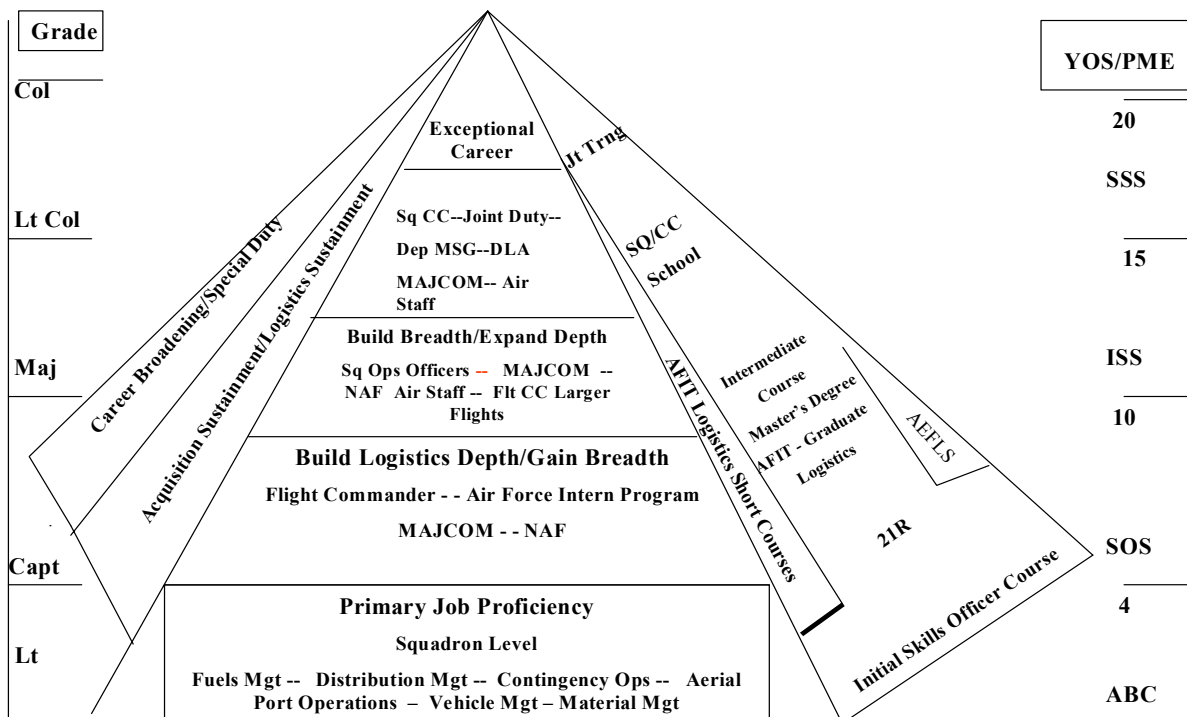 Grade
Col
Lt Col
Maj
Capt
Lt
Career Broadening/Special Duty
Acquisition Sustainment/Logistics Sustainment
Exceptional
Career
Sq CC--Joint Duty--
Dep MSG--DLA
MAJCOM-- Air
Staff
Build Breadth/Expand Depth
Sq Ops Officers -- MAJCOM --
NAF Air Staff -- Flt CC Larger
Flights
Build Logistics Depth/Gain Breadth
Flight Commander - - Air Force Intern Program
MAJCOM - - NAF
Primary Job Proficiency
Squadron Level
Fuels Mgt -- Distribution Mgt -- Contingency Ops -- Aerial
Port Operations – Vehicle Mgt – Material Mgt
Jt Trng
SQ/CC
School
AFIT Logistics Short Courses
Intermediate
Course
Master's Degree
AFIT - Graduate
Logistics
AEFLS
21R
Initial Skills Officer Course
YOS/PME
20
SSS
15
ISS
10
SOS
4
ABC